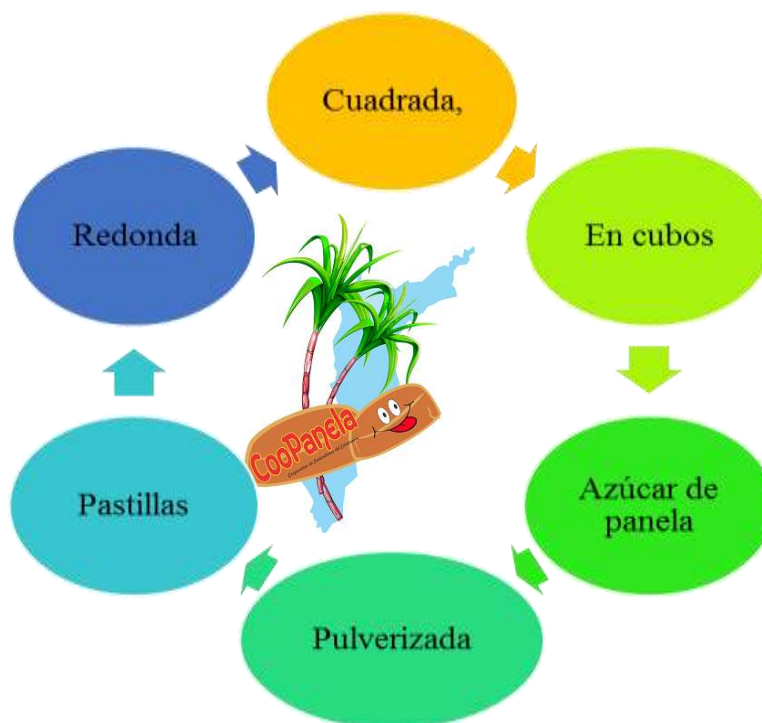 Cuadrada,
En cubos
Azúcar de
panela
Pulverizada
Pastillas
Redonda
CooPanela